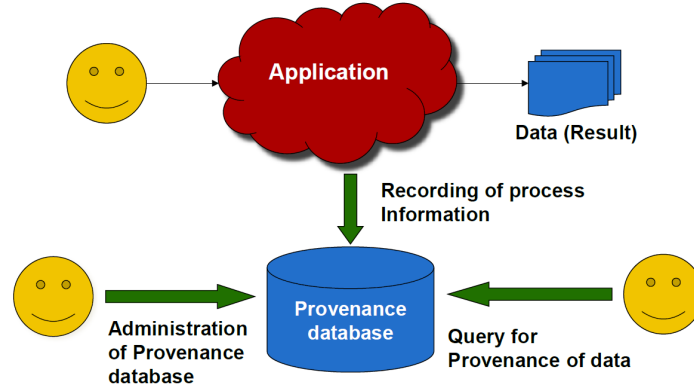 Application
Data (Result)
Recording of process
Information
Provenance
database
Administration
of Provenance
database
Query for
Provenance of data